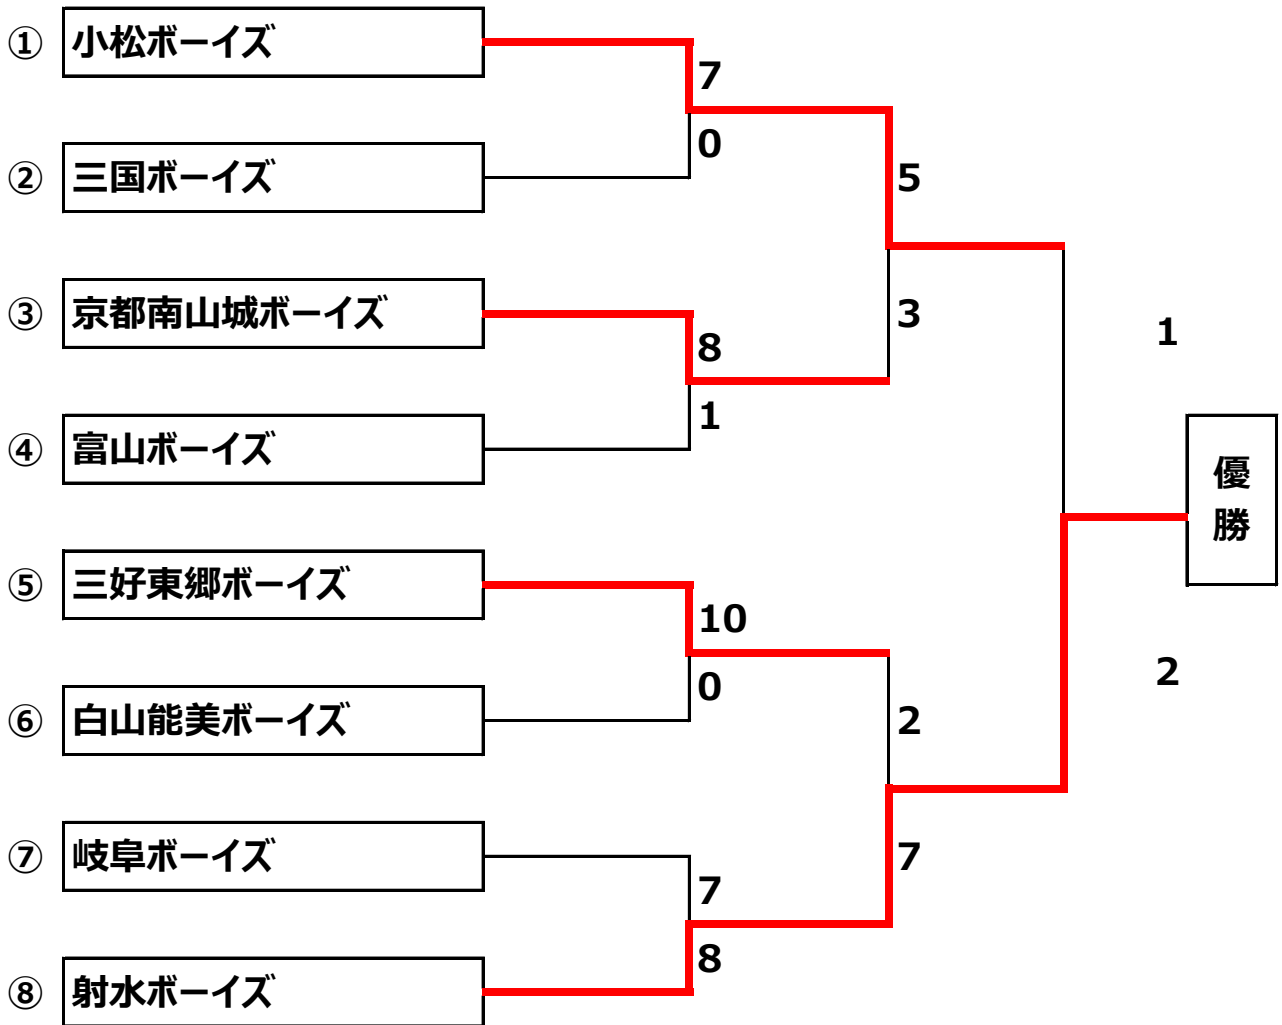 ① 小松ボーイズ
7
0
② 三国ボーイズ
5
③ 京都南山城ボーイズ
3
8
1
1
④ 富山ボーイズ
優
勝
⑤ 三好東郷ボーイズ
10
0
2
⑥ 白山能美ボーイズ
2
⑦ 岐阜ボーイズ
7
7
8
⑧ 射水ボーイズ